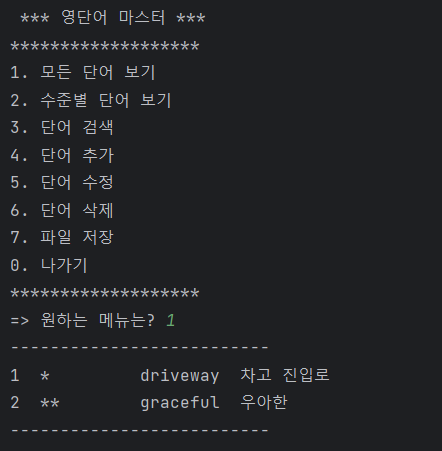 *** 영단어 마스터 ***
*******************
1. 모든 단어 보기
2. 수준별 단어 보기
3. 단어 검색
4. 단어 추가
5. 단어 수정
6. 단어 삭제
7. 파일 저장
0. 나가기
*******************
=> 원하는 메뉴는? 1
--------------------------
1  *         driveway  차고 진입로
2  **        graceful  우아한
--------------------------